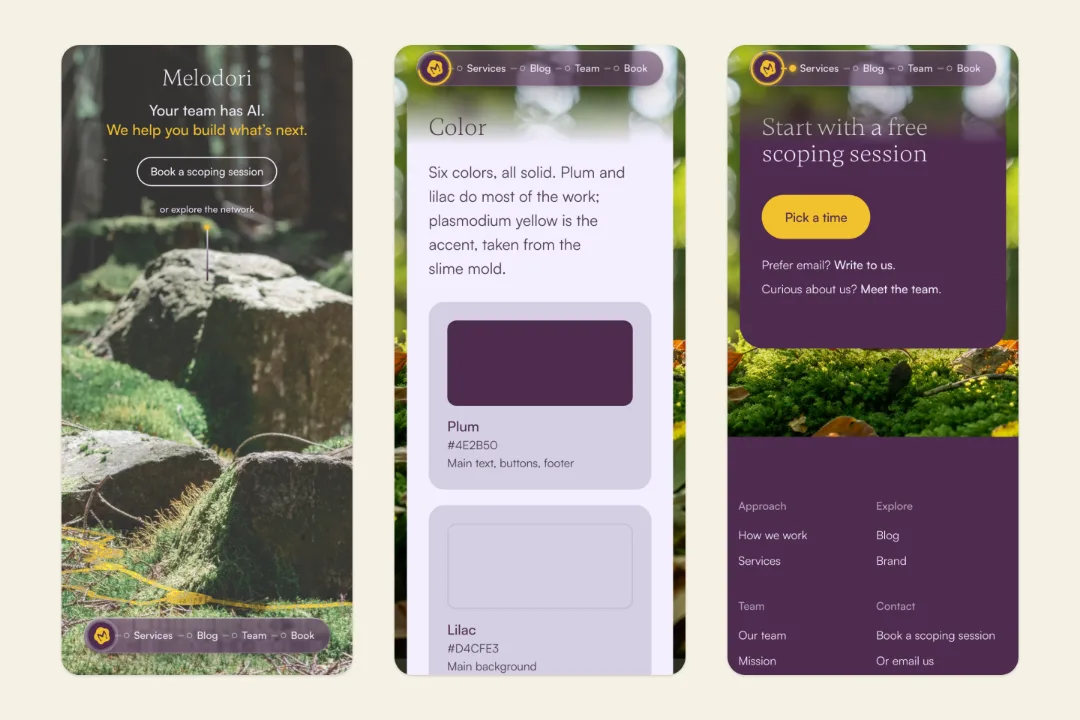 Melodori
Your team has AI.
We help you build what's next.
Book a scoping session
or explore the network
Services
Blog
Team
Book
Services
Blog
Team
Book
Color
Six colors, all solid. Plum and
lilac do most of the work;
plasmodium yellow is the
accent, taken from the
slime mold.
Plum
#4E2B50
Main text, buttons, footer
Lilac
#D4CFE3
Main background
Services
Blog
Team
Book
Start with a free
scoping session
Pick a time
Prefer email? Write to us.
Curious about us? Meet the team.
Approach
How we work
Services
Explore
Blog
Brand
Team
Our team
Mission
Contact
Book a scoping session
Or email us